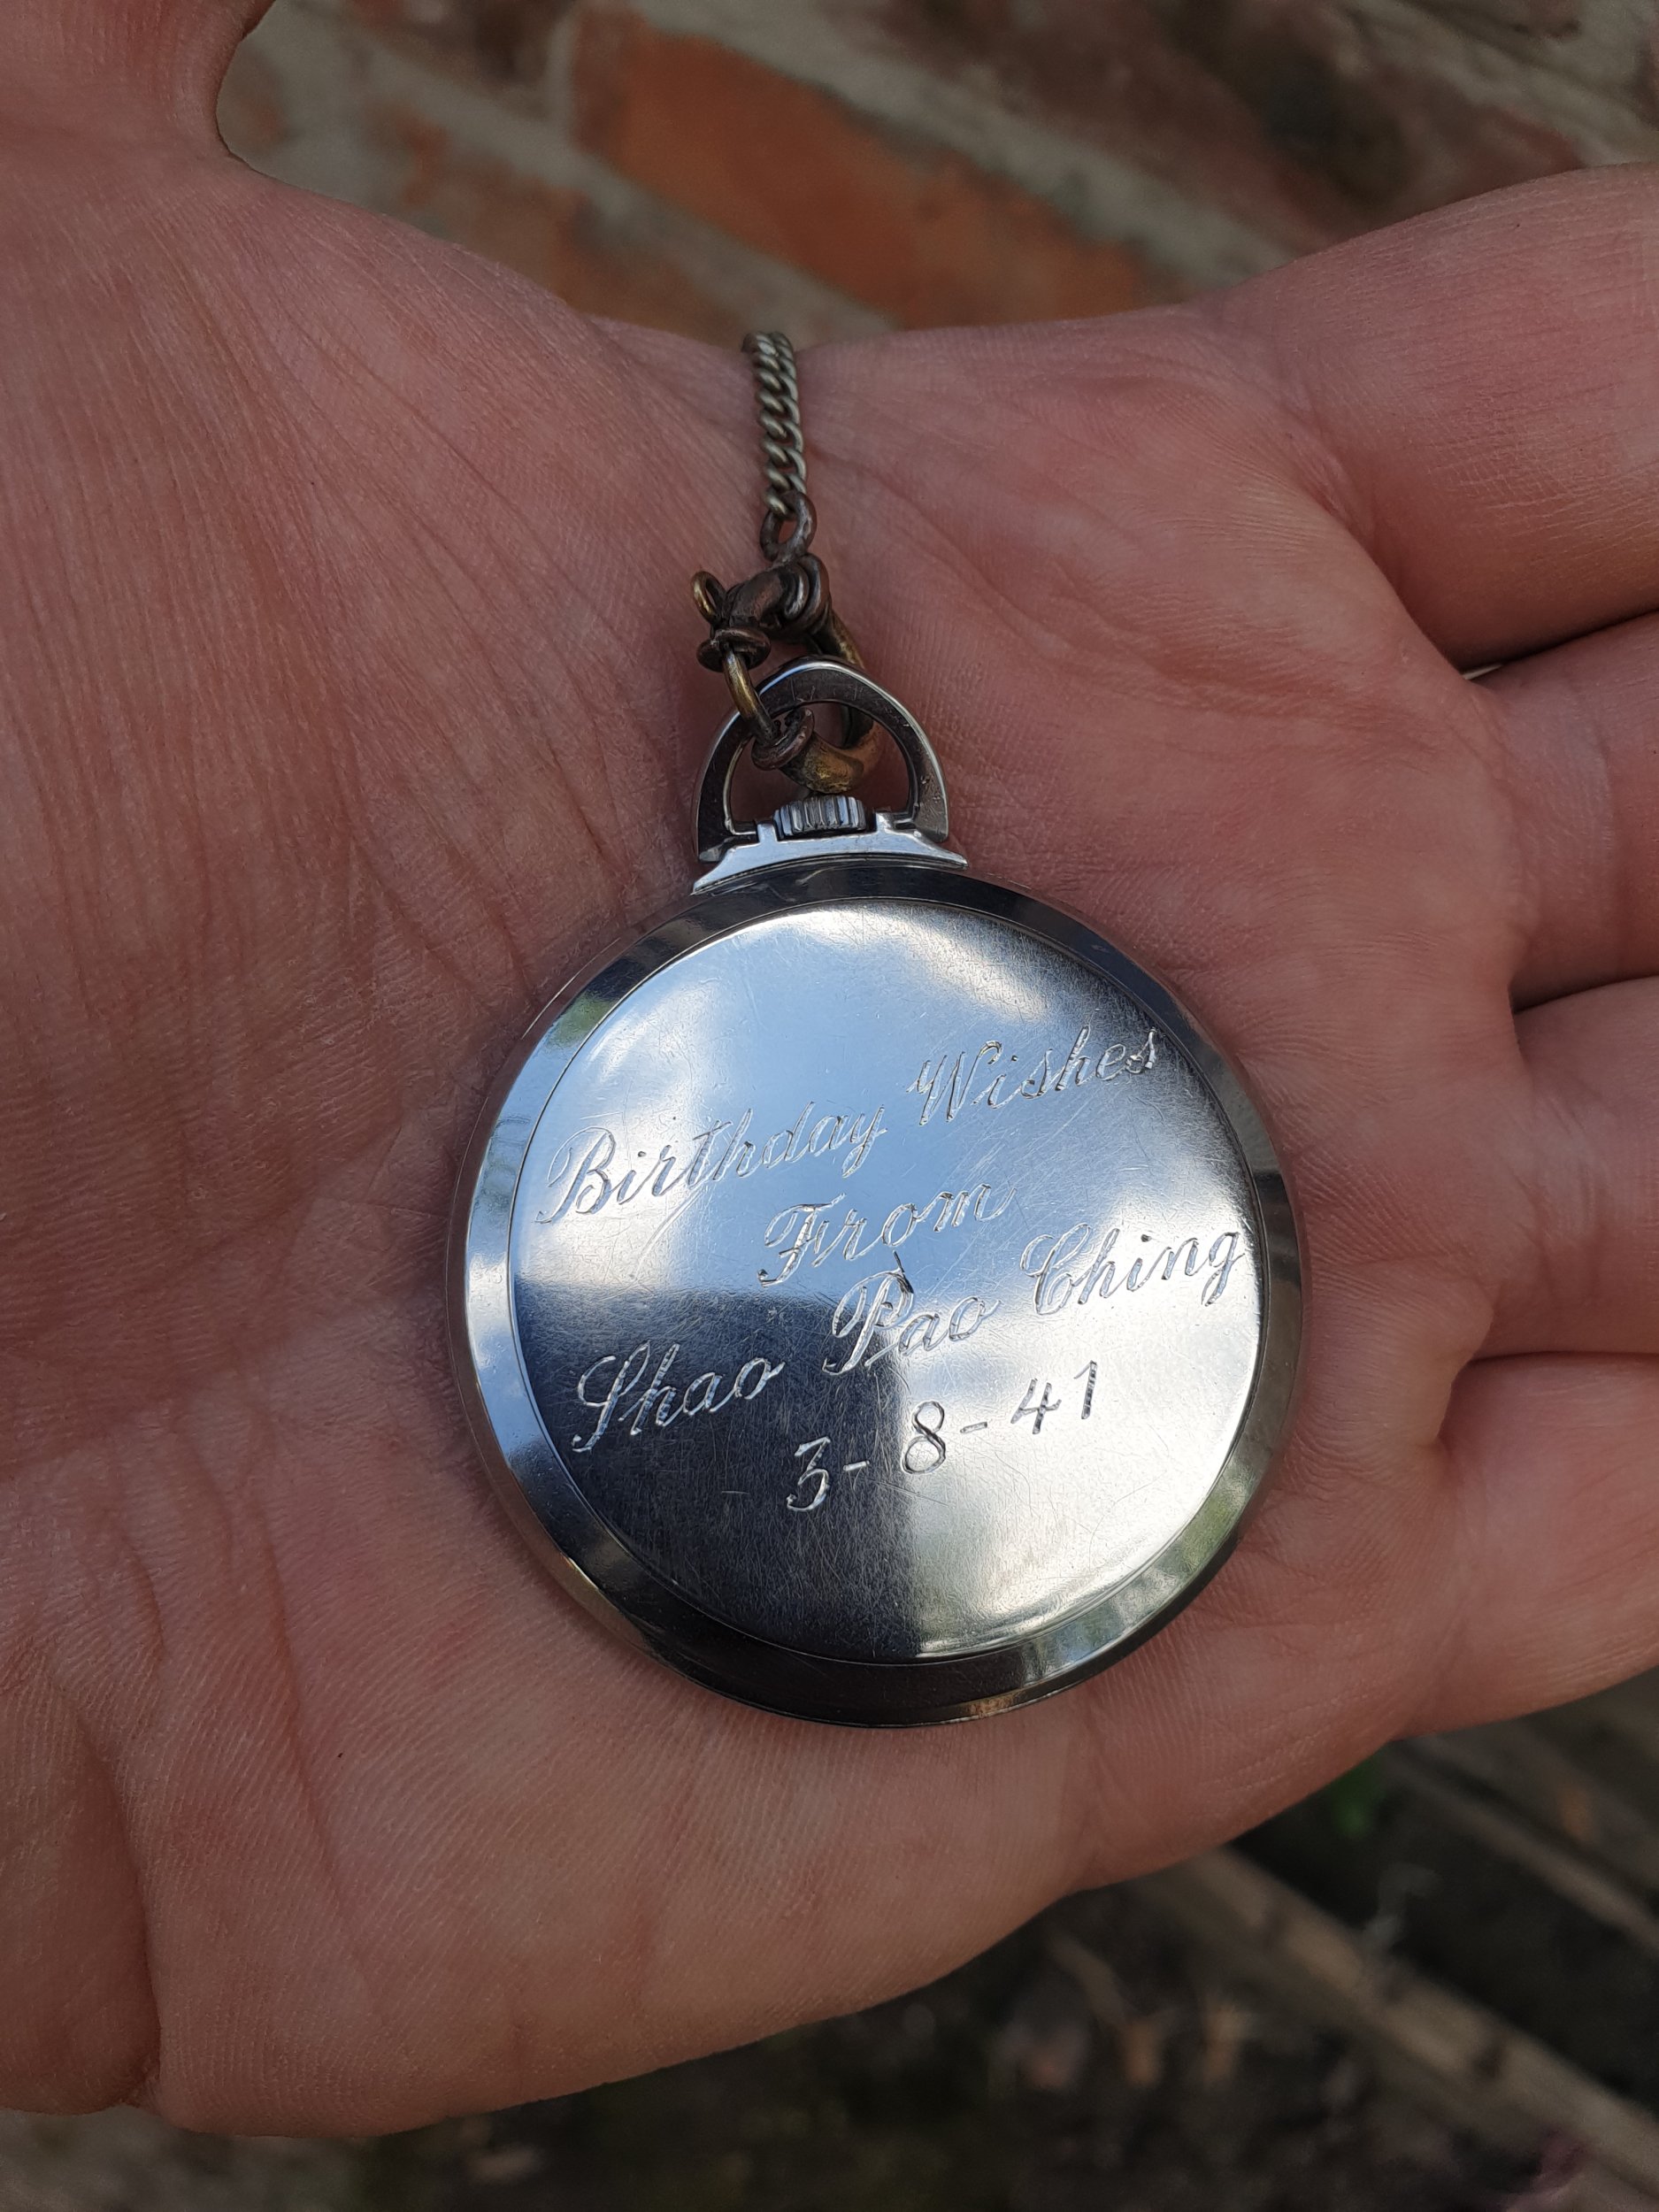 Birthday Wishes
From
Shao Pao Ching
3-8-41